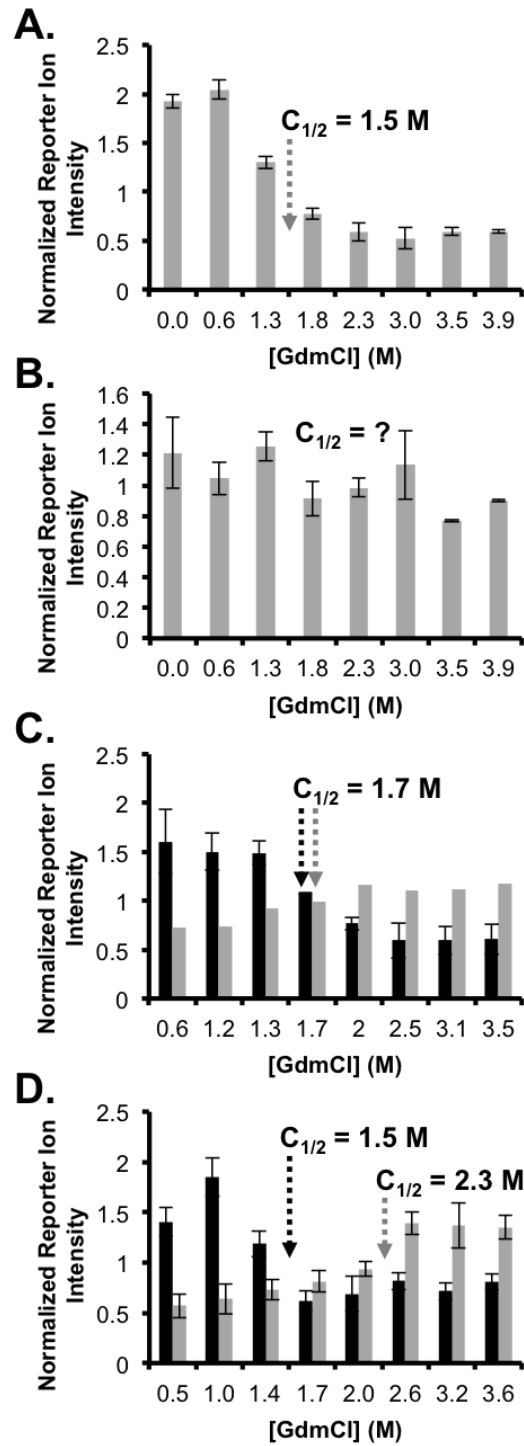 A.
Normalized Reporter Ion
Intensity
2.5
2
1.5
1
0.5
0
C1/2 = 1.5 M
0.0 0.6 1.3 1.8 2.3 3.0 3.5 3.9
[GdmCl] (M)
B.
Normalized Reporter Ion
Intensity
1.6
1.4
1.2
1
0.8
0.6
0.4
0.2
0
C1/2 = ?
0.0 0.6 1.3 1.8 2.3 3.0 3.5 3.9
[GdmCl] (M)
C.
Normalized Reporter Ion
Intensity
2.5
2
1.5
1
0.5
0
C1/2 = 1.7 M
0.6 1.2 1.3 1.7 2 2.5 3.1 3.5
[GdmCl] (M)
D.
Normalized Reporter Ion
Intensity
2.5
2
1.5
1
0.5
0
C1/2 = 1.5 M
C1/2 = 2.3 M
0.5 1.0 1.4 1.7 2.0 2.6 3.2 3.6
[GdmCl] (M)